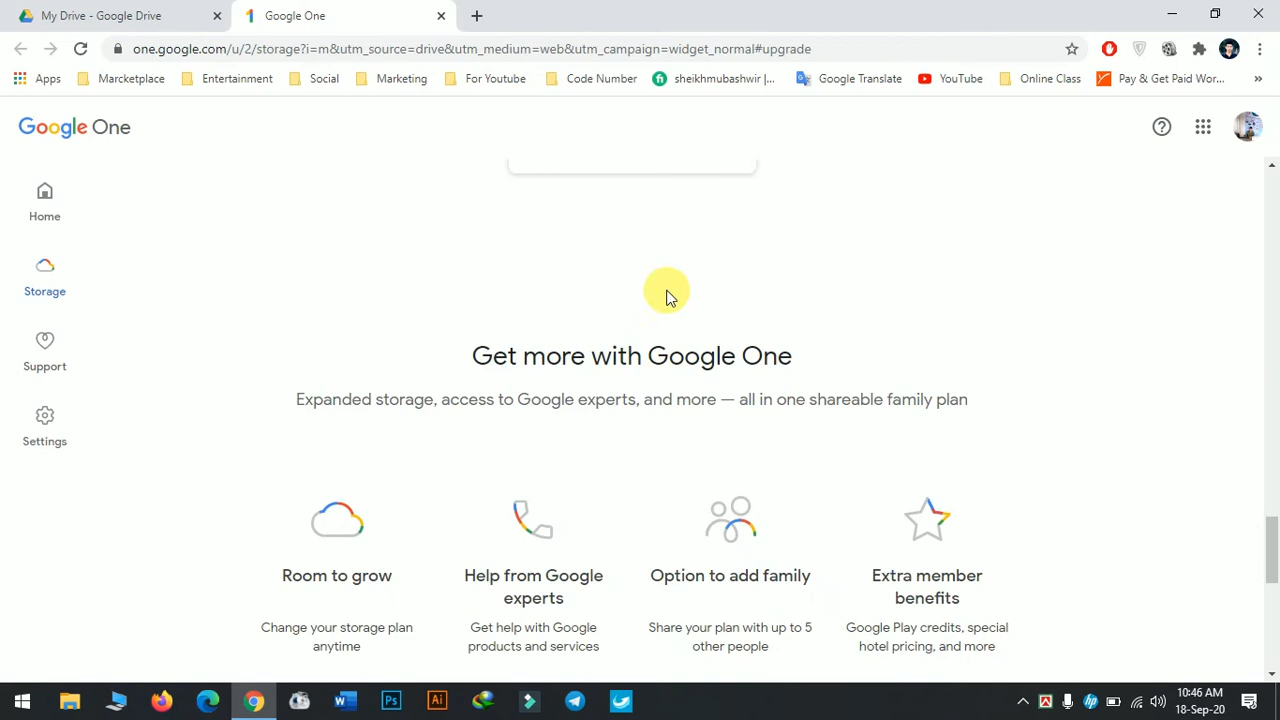 My Drive - Google Drive
Google One
one.google.com/u/2/storage?i=m&utm_source=drive&utm_medium=web&utm_campaign=widget_normal#upgrade
Apps
Marcketplace
Entertainment
Social
Marketing
For Youtube
Code Number
sheikhmubashwir |...
Google Translate
YouTube
Online Class
Pay & Get Paid Wor...
Google One
Home
Storage
Support
Settings
Get more with Google One
Expanded storage, access to Google experts, and more — all in one shareable family plan
Room to grow
Change your storage plan
anytime
Help from Google
experts
Get help with Google
products and services
Option to add family
Share your plan with up to 5
other people
Extra member
benefits
Google Play credits, special
hotel pricing, and more
10:46 AM
18-Sep-20